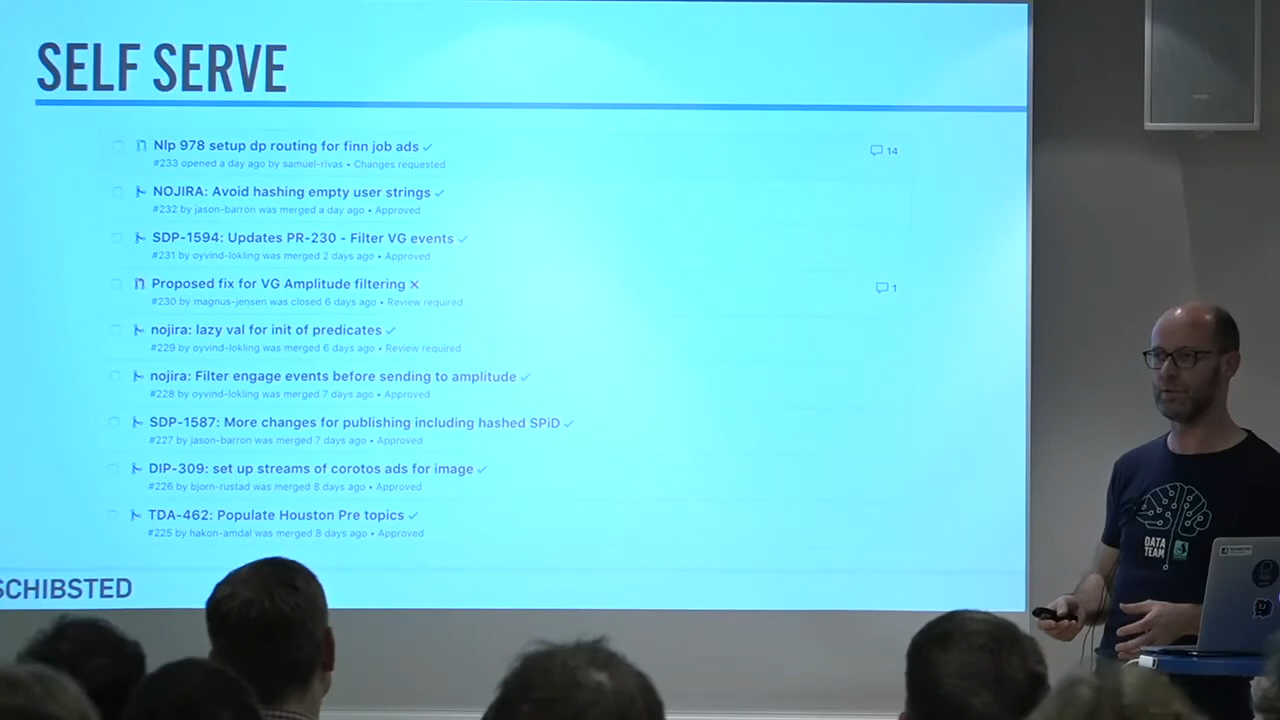 SELF SERVE
Nlp 978 setup dp routing for finn job ads
14
#233 opened a day ago by samuel-rivas • Changes requested
NOJIRA: Avoid hashing empty user strings
#232 by jason-barron was merged a day ago • Approved
SDP-1594: Updates PR-230 - Filter VG events
#231 by oyvind-lokling was merged 2 days ago • Approved
Proposed fix for VG Amplitude filtering
1
#230 by magnus-jensen was closed 6 days ago • Review required
nojira: lazy val for init of predicates
#229 by oyvind-lokling was merged 6 days ago • Review required
nojira: Filter engage events before sending to amplitude
#228 by oyvind-lokling was merged 7 days ago • Approved
SDP-1587: More changes for publishing including hashed SPiD
#227 by jason-barron was merged 7 days ago • Approved
DIP-309: set up streams of corotos ads for image
#226 by bjorn-rustad was merged 8 days ago • Approved
TDA-462: Populate Houston Pre topics
#225 by hakon-amdal was merged 8 days ago • Approved
SCHIBSTED
DATA
TEAM